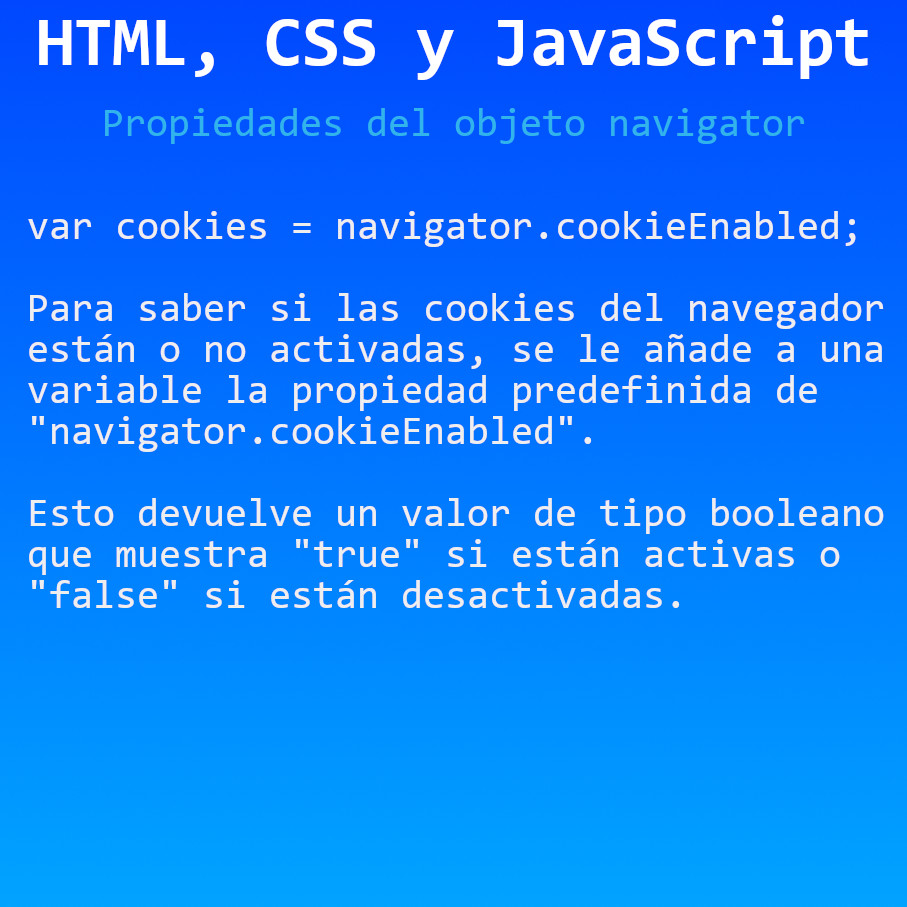 HTML, CSS y JavaScript
Propiedades del objeto navigator
var cookies = navigator.cookieEnabled;
Para saber si las cookies del navegador
están o no activadas, se le añade a una
variable la propiedad predefinida de
"navigator.cookieEnabled".
Esto devuelve un valor de tipo booleano
que muestra "true" si están activas o
"false" si están desactivadas.